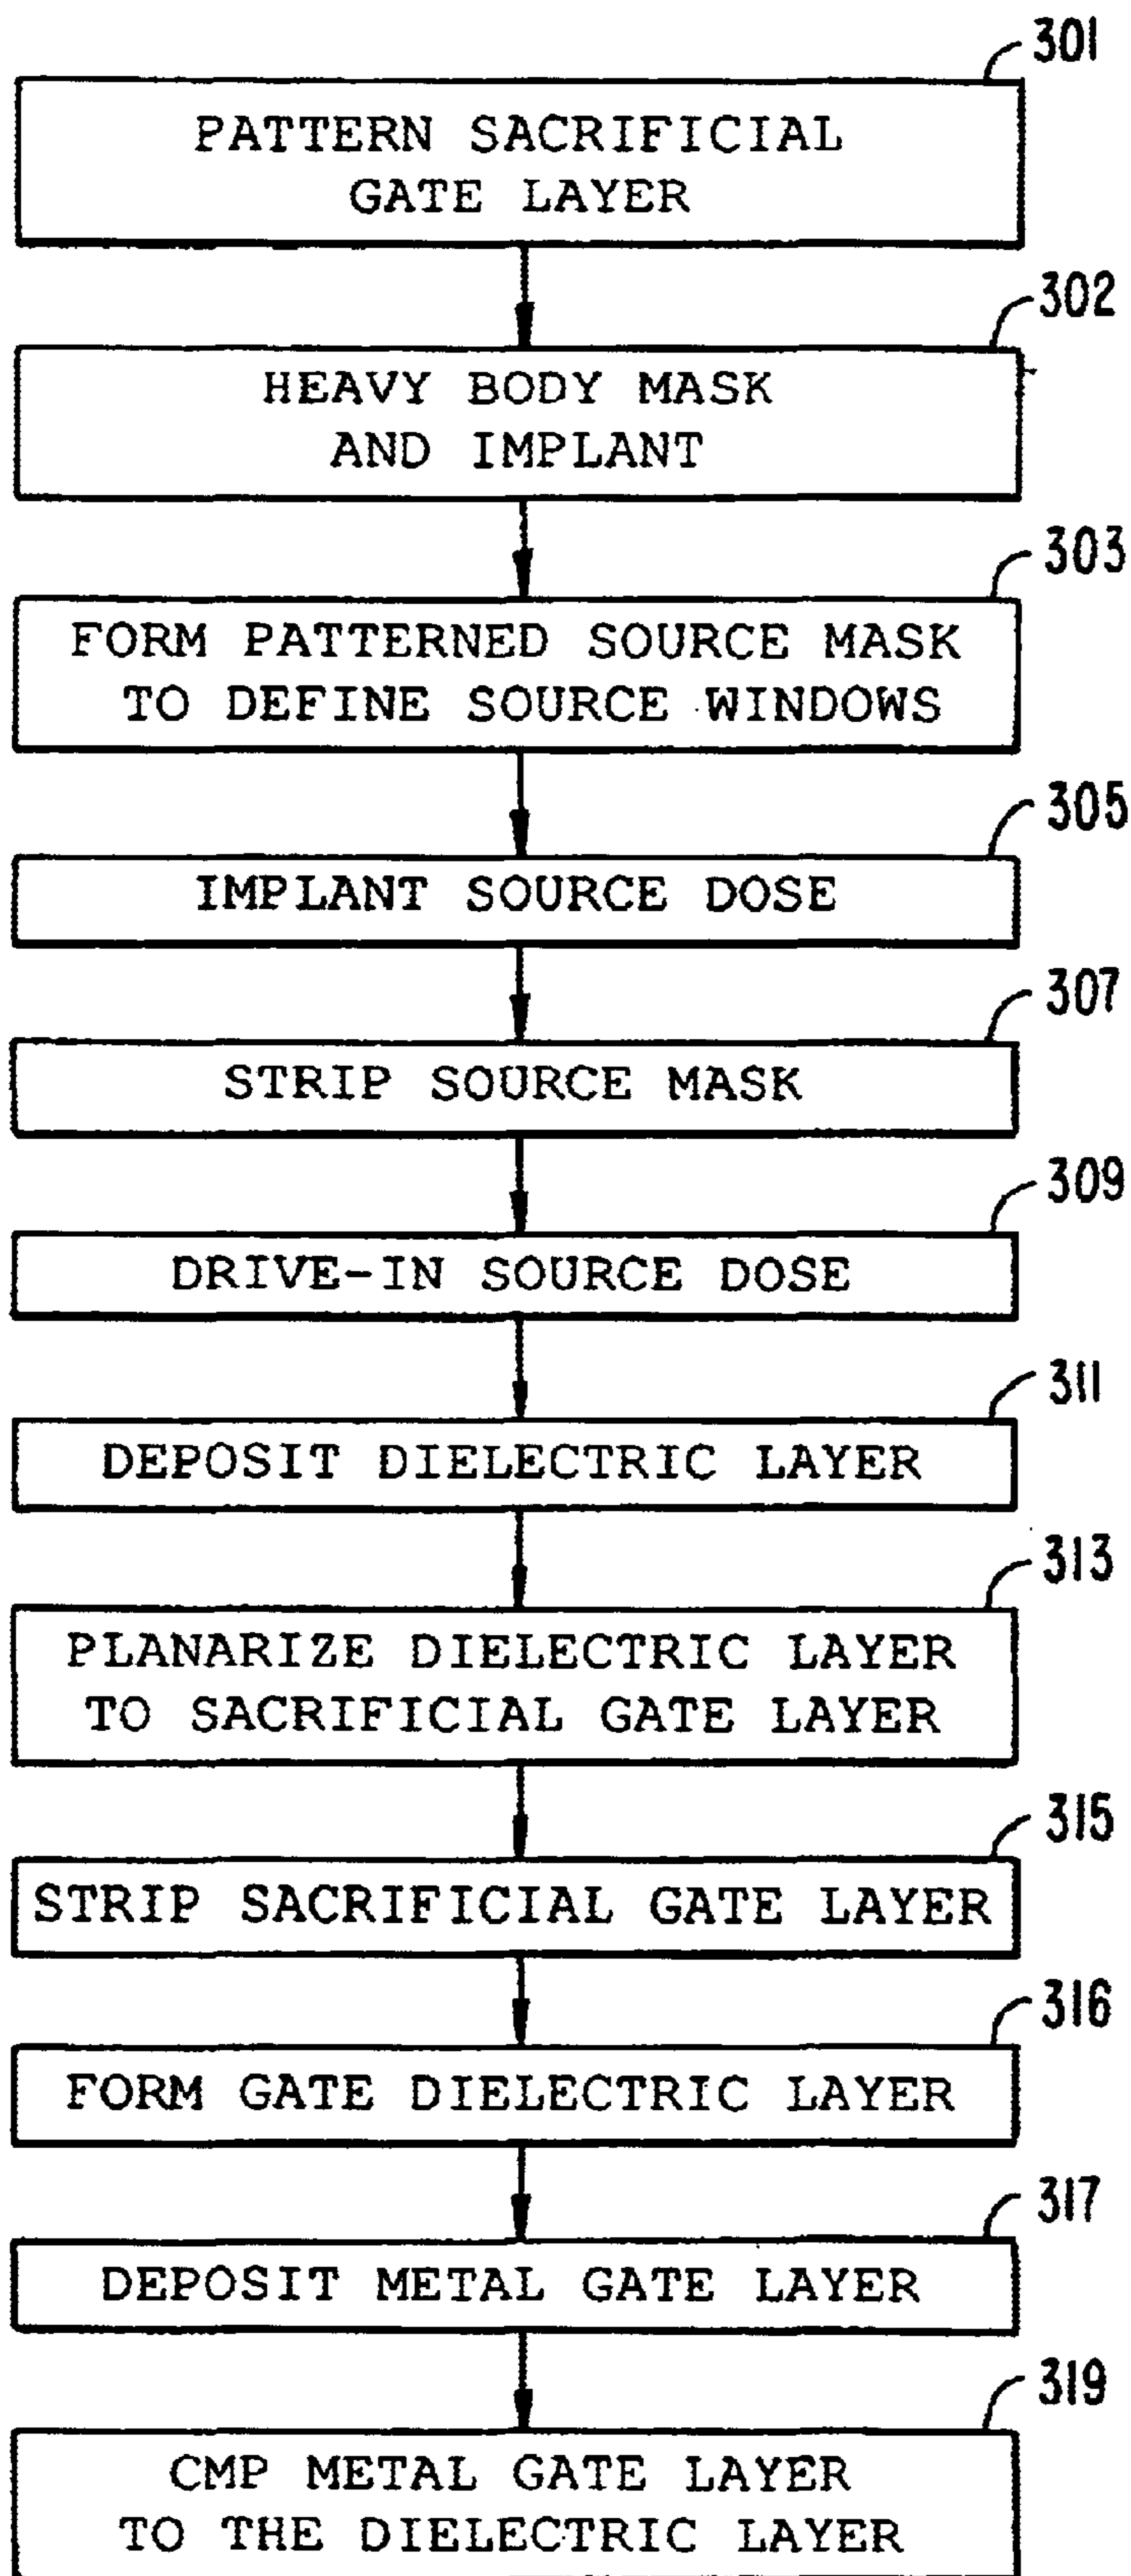 301
PATTERN SACRIFICIAL
GATE LAYER
302
HEAVY BODY MASK
AND IMPLANT
303
FORM PATTERNED SOURCE MASK
TO DEFINE SOURCE WINDOWS
305
IMPLANT SOURCE DOSE
307
STRIP SOURCE MASK
309
DRIVE-IN SOURCE DOSE
311
DEPOSIT DIELECTRIC LAYER
313
PLANARIZE DIELECTRIC LAYER
TO SACRIFICIAL GATE LAYER
315
STRIP SACRIFICIAL GATE LAYER
316
FORM GATE DIELECTRIC LAYER
317
DEPOSIT METAL GATE LAYER
319
CMP METAL GATE LAYER
TO THE DIELECTRIC LAYER